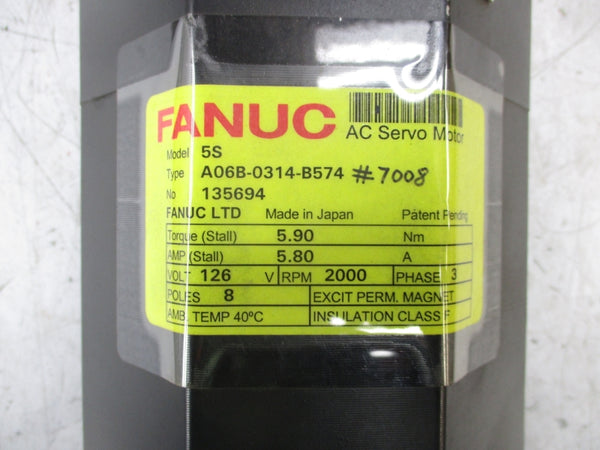 FANUC AC Servo Motor
Model 5S
Type A06B-0314-B574 #7008
No 135694
FANUC LTD Made in Japan Patent Pending
Torque (Stall) 5.90 Nm
AMP (Stall) 5.80 A
VOLT 126 V RPM 2000 PHASE 3
POLES 8 EXCIT PERM. MAGNET
AMB. TEMP 40ºC INSULATION CLASS F